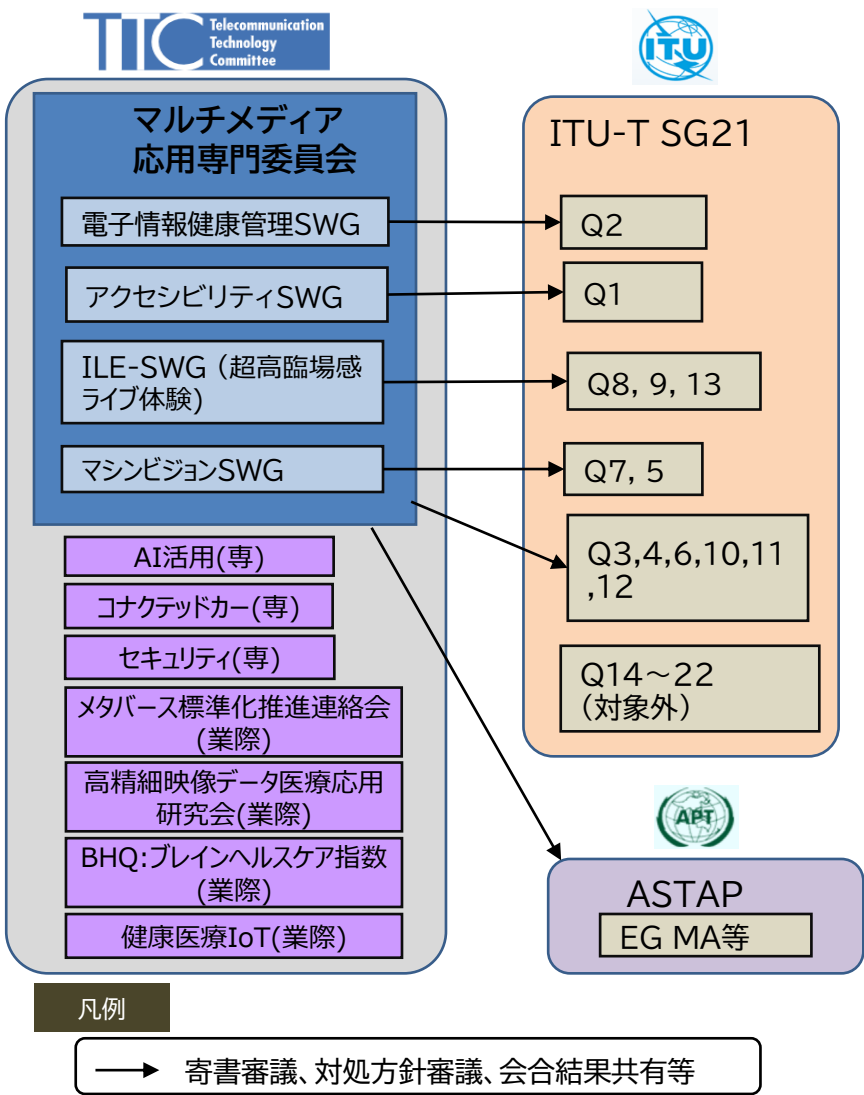 TTC
Telecommunication
Technology
Committee
ITU
マルチメディア
応用専門委員会
電子情報健康管理SWG
アクセシビリティSWG
ILE-SWG（超高臨場感
ライブ体験）
マシンビジョンSWG
AI活用(専)
コナクテッドカー(専)
セキュリティ(専)
メタバース標準化推進連絡会
(業際)
高精細映像データ医療応用
研究会(業際)
BHQ:ブレインヘルスケア指数
(業際)
健康医療IoT(業際)
ITU-T SG21
Q2
Q1
Q8, 9, 13
Q7, 5
Q3,4,6,10,11
,12
Q14～22
（対象外）
APT
ASTAP
EG MA等
凡例
寄書審議、対処方針審議、会合結果共有等